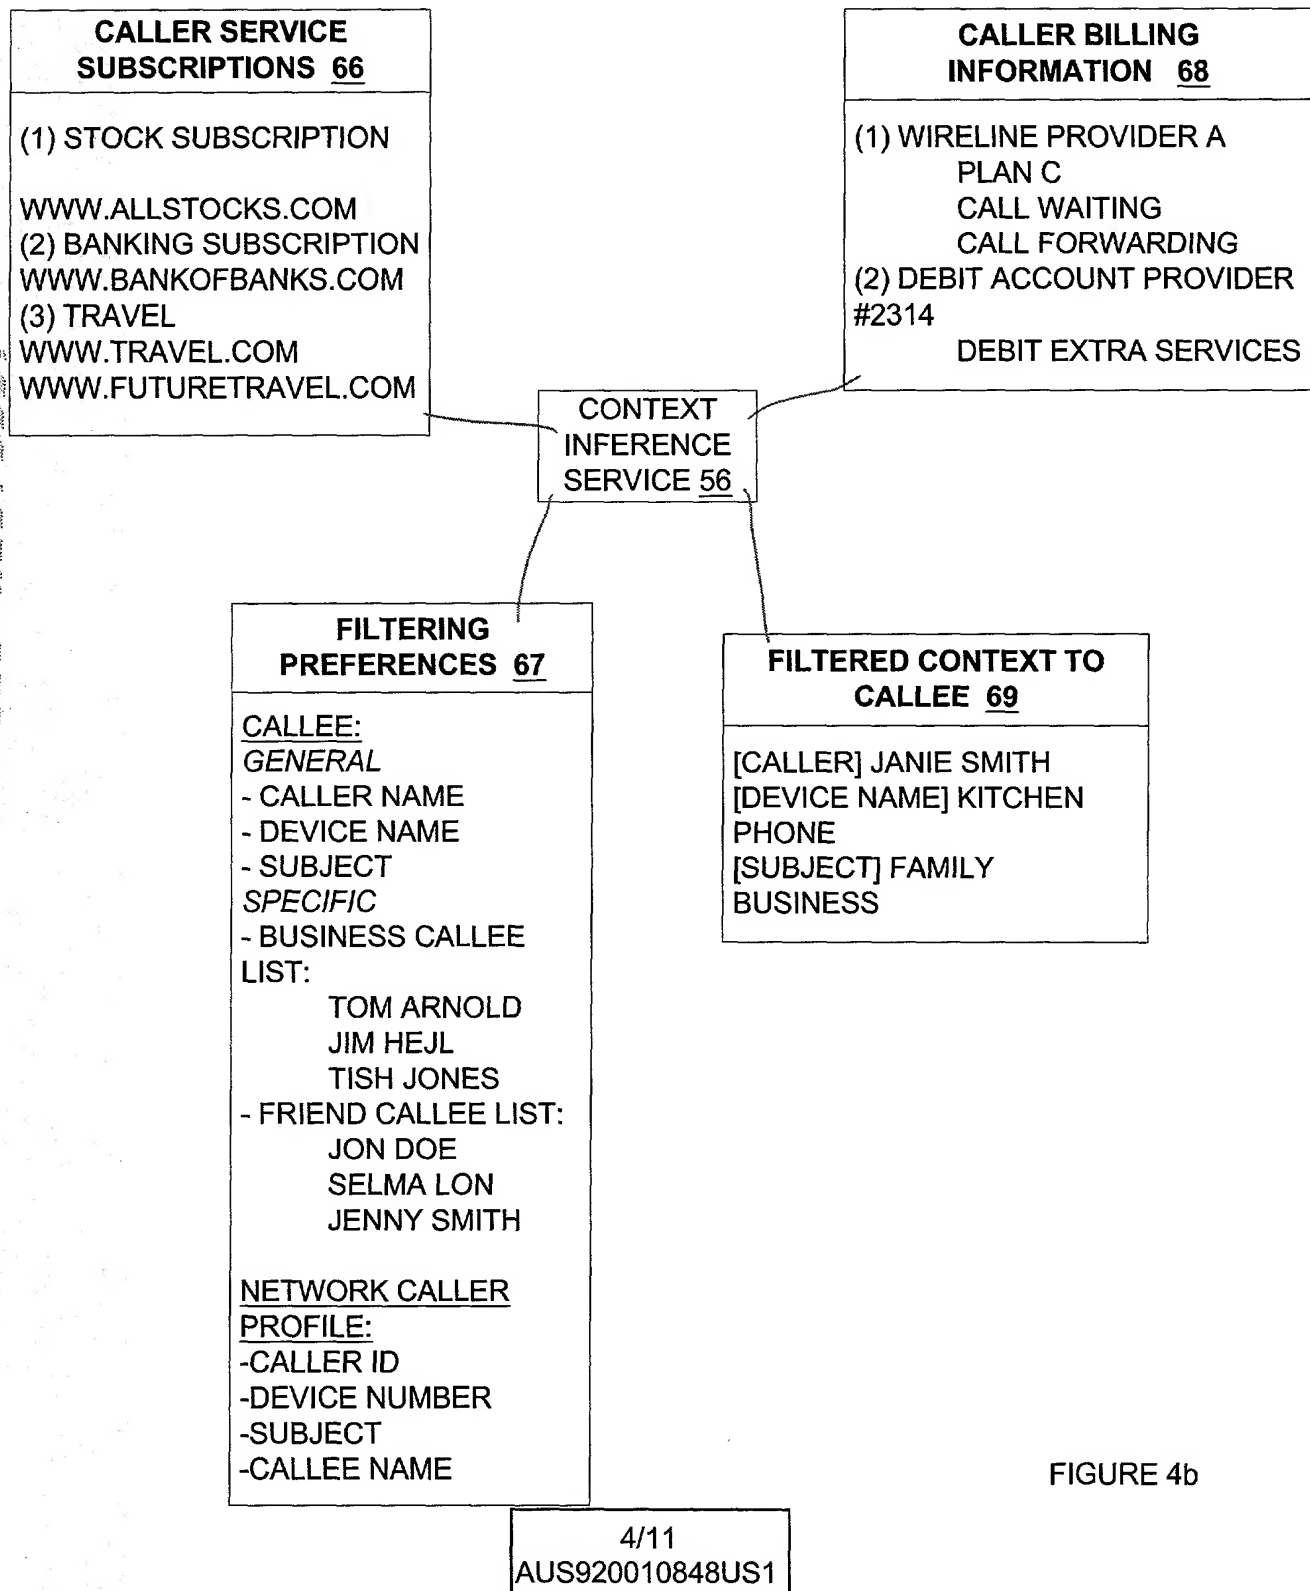 CALLER SERVICE
SUBSCRIPTIONS 66
(1) STOCK SUBSCRIPTION
WWW.ALLSTOCKS.COM
(2) BANKING SUBSCRIPTION
WWW.BANKOFBANKS.COM
(3) TRAVEL
WWW.TRAVEL.COM
WWW.FUTURETRAVEL.COM
CALLER BILLING
INFORMATION 68
(1) WIRELINE PROVIDER A
PLAN C
CALL WAITING
CALL FORWARDING
(2) DEBIT ACCOUNT PROVIDER
#2314
DEBIT EXTRA SERVICES
CONTEXT
INFERENCE
SERVICE 56
FILTERING
PREFERENCES 67
CALLEE:
GENERAL
- CALLER NAME
- DEVICE NAME
- SUBJECT
SPECIFIC
- BUSINESS CALLEE
LIST:
TOM ARNOLD
JIM HEJL
TISH JONES
- FRIEND CALLEE LIST:
JON DOE
SELMA LON
JENNY SMITH
NETWORK CALLER
PROFILE:
-CALLER ID
-DEVICE NUMBER
-SUBJECT
-CALLEE NAME
FILTERED CONTEXT TO
CALLEE 69
[CALLER] JANIE SMITH
[DEVICE NAME] KITCHEN
PHONE
[SUBJECT] FAMILY
BUSINESS
FIGURE 4b
4/11
AUS920010848US1